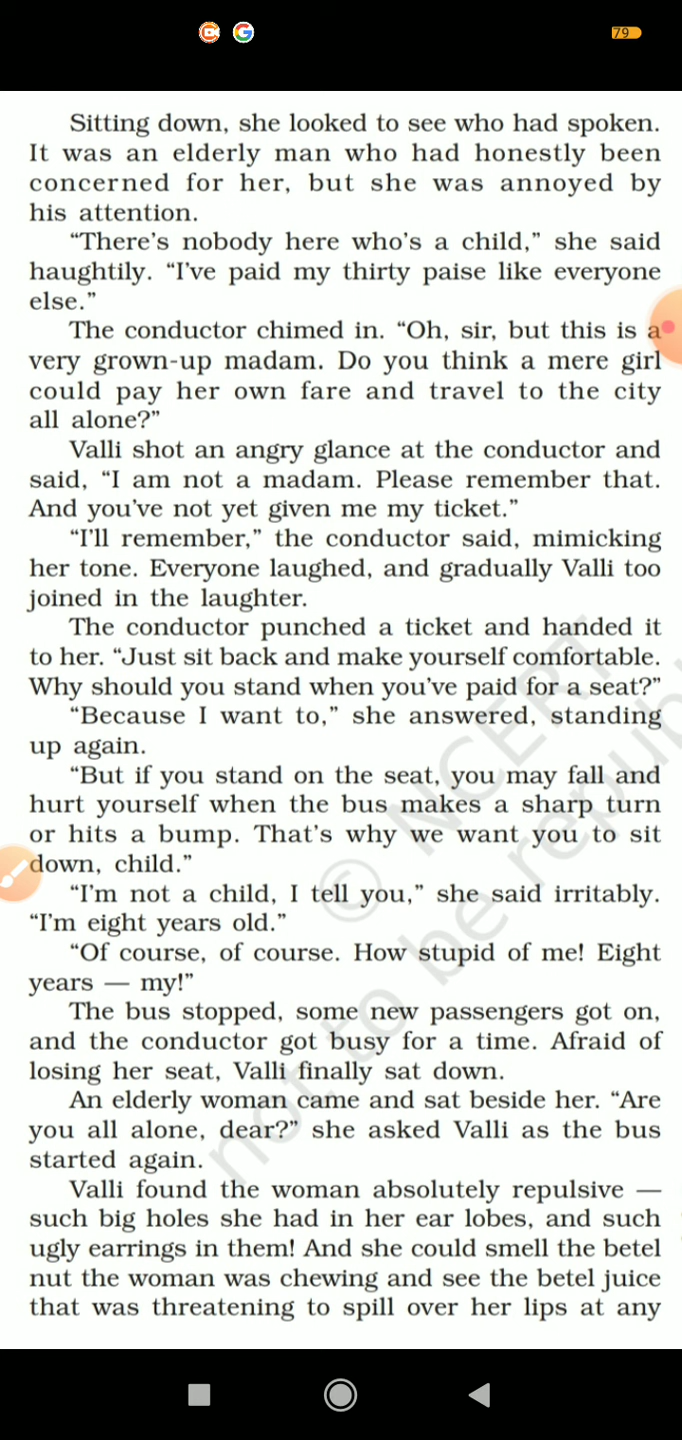 79
Sitting down, she looked to see who had spoken.
It was an elderly man who had honestly been
concerned for her, but she was annoyed by
his attention.
“There’s nobody here who’s a child,” she said
haughtily. “I’ve paid my thirty paise like everyone
else.”
The conductor chimed in. “Oh, sir, but this is a
very grown-up madam. Do you think a mere girl
could pay her own fare and travel to the city
all alone?”
Valli shot an angry glance at the conductor and
said, “I am not a madam. Please remember that.
And you’ve not yet given me my ticket.”
“I’ll remember,” the conductor said, mimicking
her tone. Everyone laughed, and gradually Valli too
joined in the laughter.
The conductor punched a ticket and handed it
to her. “Just sit back and make yourself comfortable.
Why should you stand when you’ve paid for a seat?”
“Because I want to,” she answered, standing
up again.
“But if you stand on the seat, you may fall and
hurt yourself when the bus makes a sharp turn
or hits a bump. That’s why we want you to sit
down, child.”
“I’m not a child, I tell you,” she said irritably.
“I’m eight years old.”
“Of course, of course. How stupid of me! Eight
years — my!”
The bus stopped, some new passengers got on,
and the conductor got busy for a time. Afraid of
losing her seat, Valli finally sat down.
An elderly woman came and sat beside her. “Are
you all alone, dear?” she asked Valli as the bus
started again.
Valli found the woman absolutely repulsive —
such big holes she had in her ear lobes, and such
ugly earrings in them! And she could smell the betel
nut the woman was chewing and see the betel juice
that was threatening to spill over her lips at any
© NCERT
not to be repub